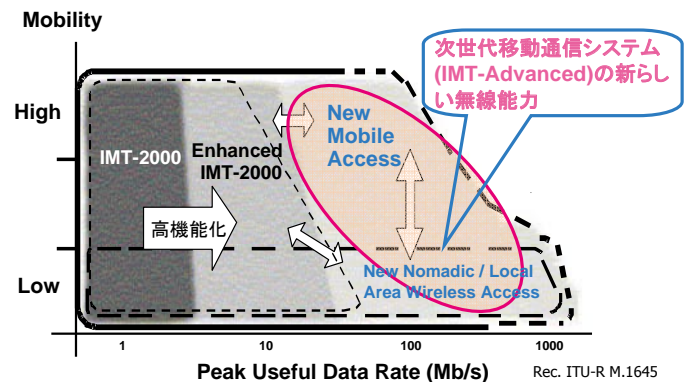 Mobility
次世代移動通信システム
(IMT-Advanced)の新らし
い無線能力
High
New
Mobile
Access
IMT-2000
Enhanced
IMT-2000
高機能化
Low
New Nomadic / Local
Area Wireless Access
1 10 100 1000
Peak Useful Data Rate (Mb/s)
Rec. ITU-R M.1645